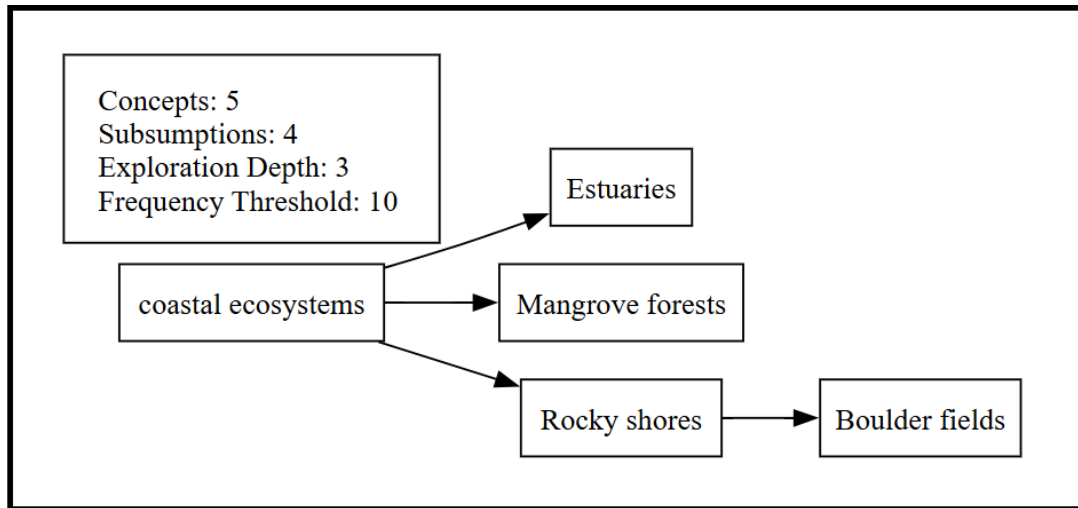 Concepts: 5
Subsumptions: 4
Exploration Depth: 3
Frequency Threshold: 10
Estuaries
coastal ecosystems
Mangrove forests
Rocky shores
Boulder fields